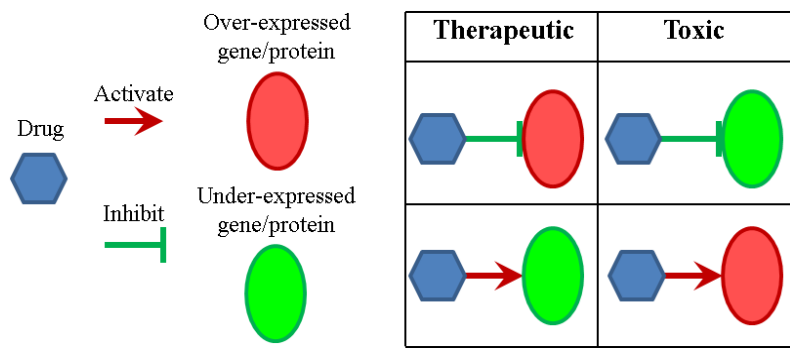 Over-expressed
gene/protein
Activate
Drug
Inhibit
Under-expressed
gene/protein
Therapeutic
Toxic